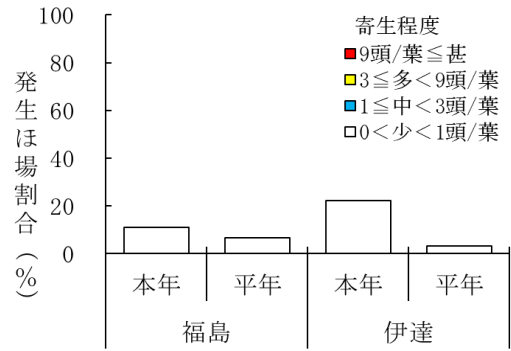 100
80
60
40
20
0
発生ほ場割合(%)
寄生程度
9頭/葉≦甚
3≦多<9頭/葉
1≦中<3頭/葉
0<少<1頭/葉
本年 平年 本年 平年
福島 伊達